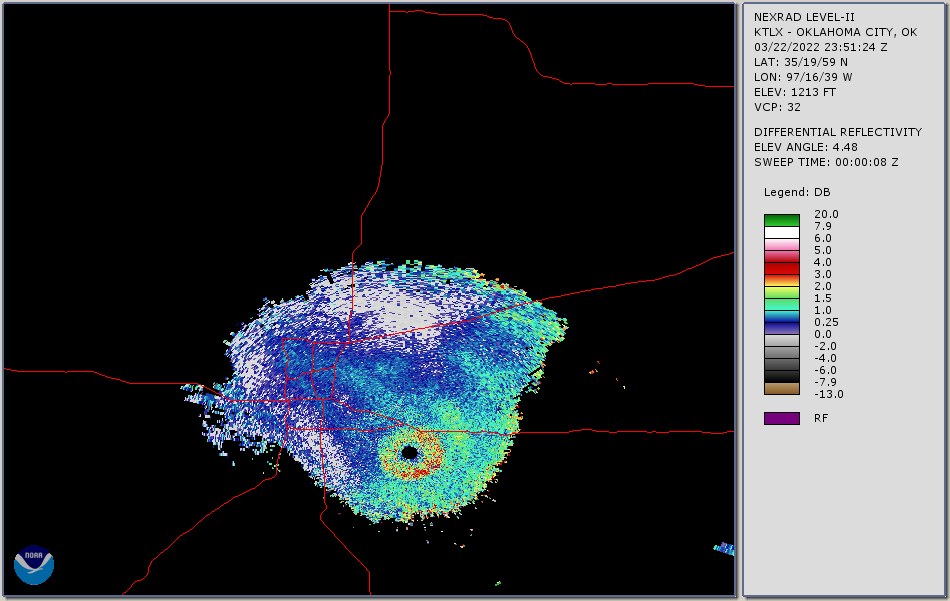 NEXRAD LEVEL-II
KTLX - OKLAHOMA CITY, OK
03/22/2022 23:51:24 Z
LAT: 35/19/59 N
LON: 97/16/39 W
ELEV: 1213 FT
VCP: 32
DIFFERENTIAL REFLECTIVITY
ELEV ANGLE: 4.48
SWEEP TIME: 00:00:08 Z
Legend: DB
20.0
7.9
6.0
5.0
4.0
3.0
2.0
1.5
1.0
0.25
0.0
-2.0
-4.0
-6.0
-7.9
-13.0
RF
NOAA